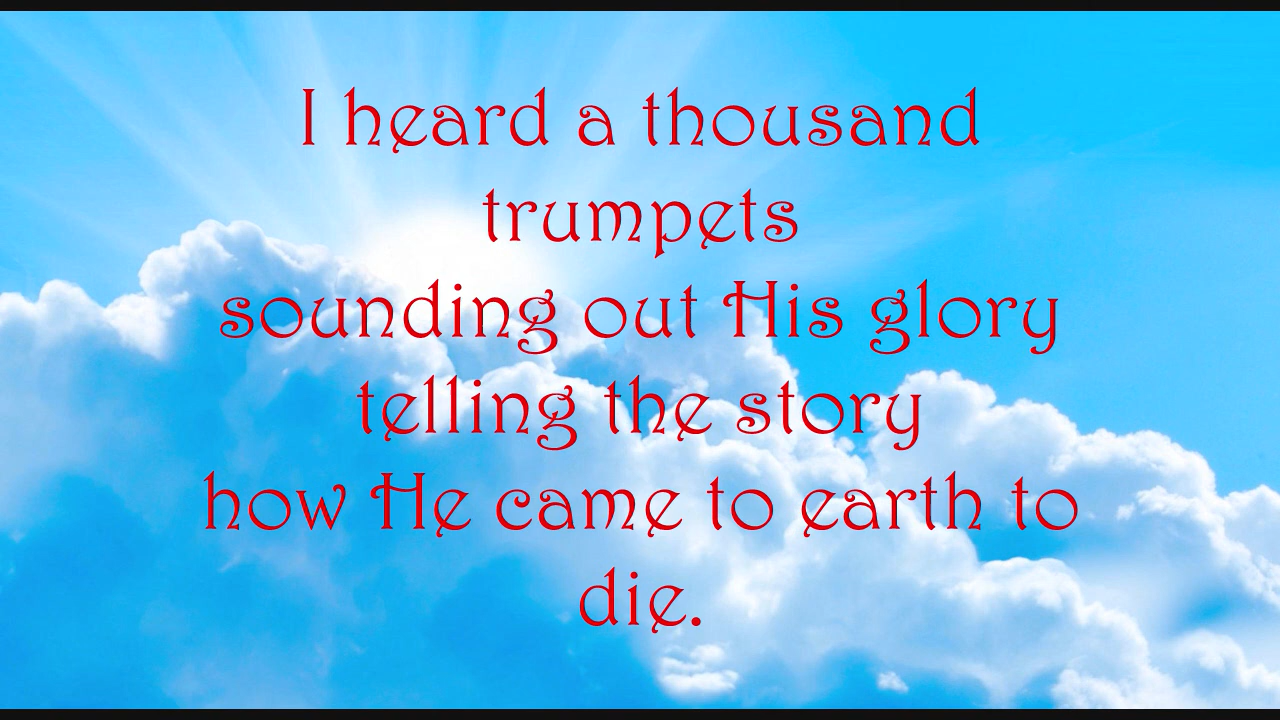 I heard a thousand
trumpets
sounding out His glory
telling the story
how He came to earth to
die.